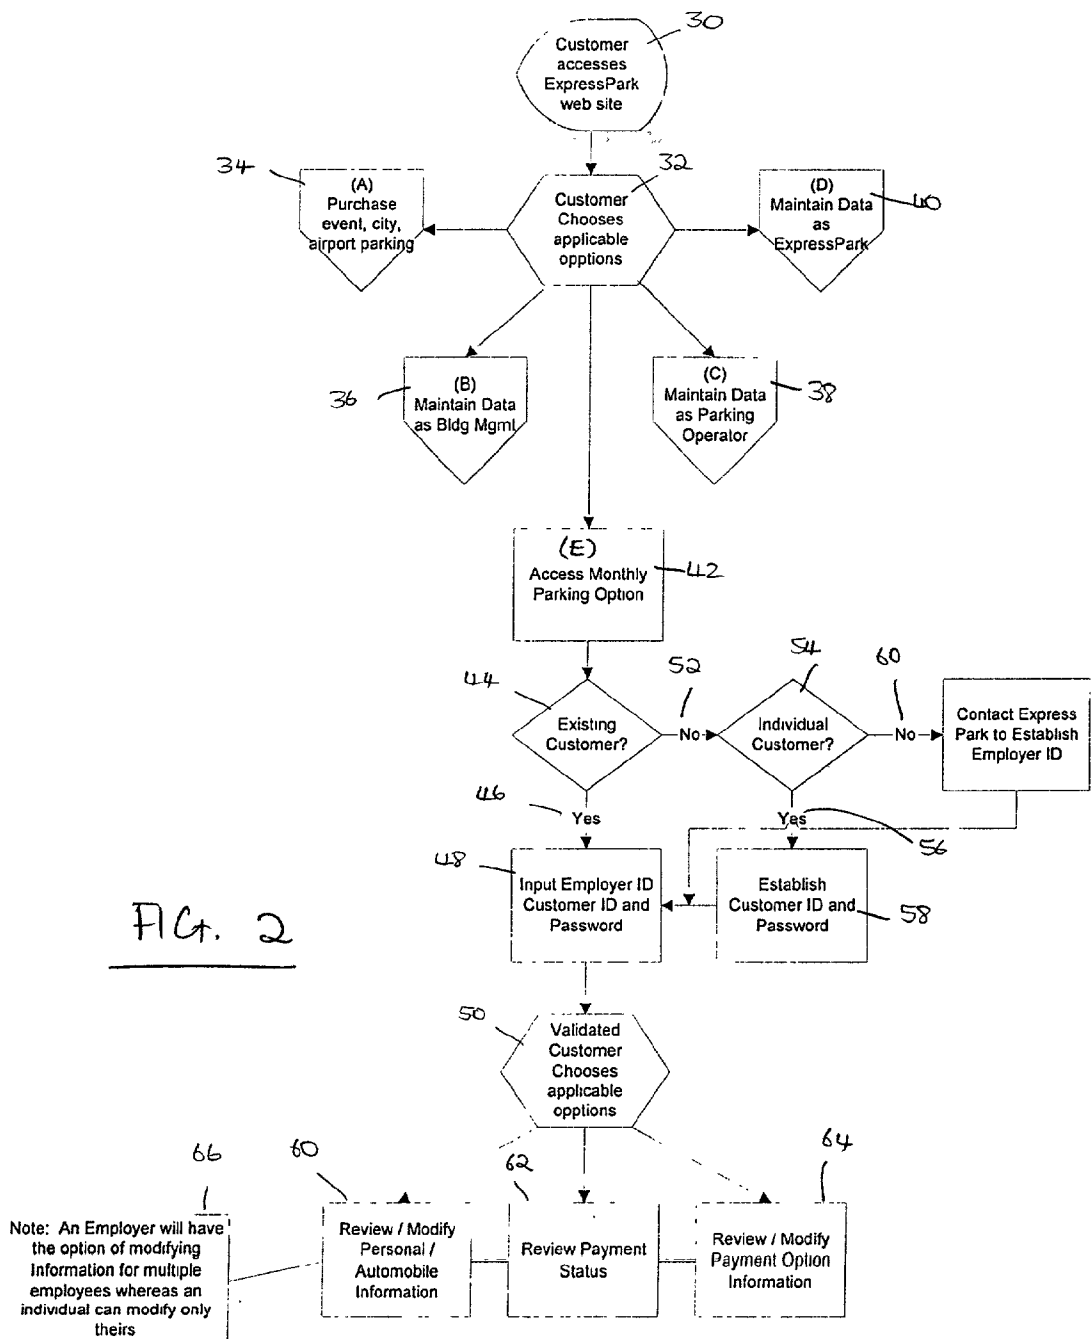 30
Customer
accesses
ExpressPark
web site
34
32
(A)
Purchase
event, city,
airport parking
Customer
Chooses
applicable
opptions
(D)
Maintain Data
as
ExpressPark
40
36
(B)
Maintain Data
as Bldg Mgmt
(C)
Maintain Data
as Parking
Operator
38
(E)
Access Monthly
Parking Option
42
44
Existing
Customer?
52
No
54
Individual
Customer?
60
No
Contact Express
Park to Establish
Employer ID
46
Yes
Yes
56
48
Input Employer ID
Customer ID and
Password
Establish
Customer ID and
Password
58
FIG. 2
50
Validated
Customer
Chooses
applicable
opptions
66
60
62
64
Note: An Employer will have
the option of modifying
Information for multiple
employees whereas an
individual can modify only
theirs
Review / Modify
Personal /
Automobile
Information
Review Payment
Status
Review / Modify
Payment Option
Information